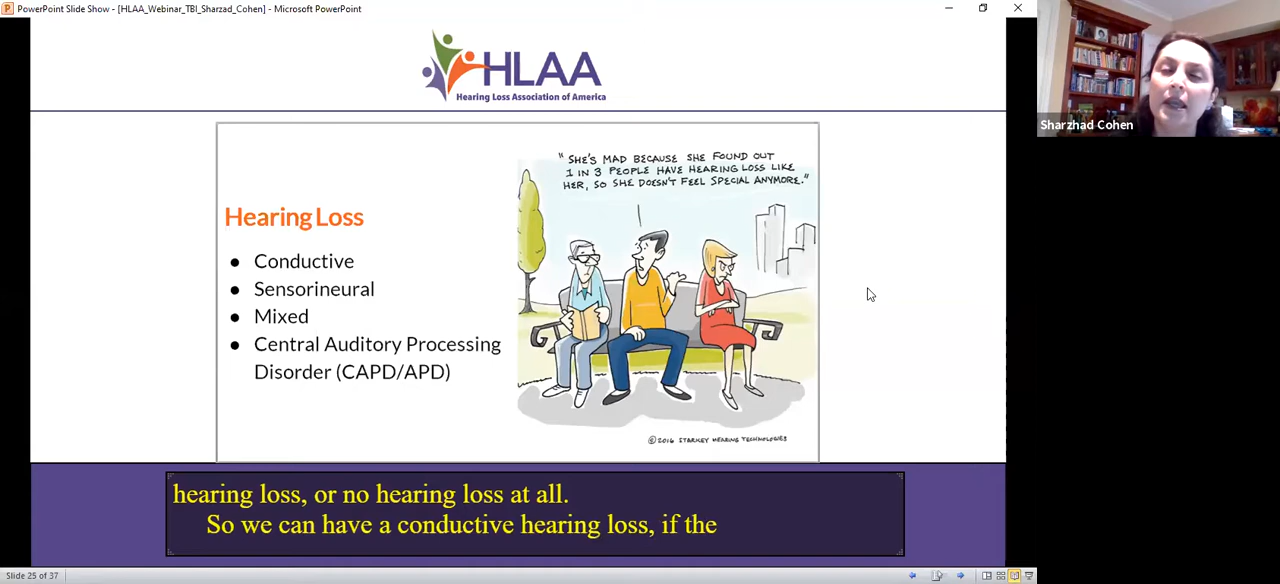 PowerPoint Slide Show - [HLAA_Webinar_TBI_Sharzad_Cohen] - Microsoft PowerPoint
HLAA
Hearing Loss Association of America
Sharzhad Cohen
"SHE'S MAD BECAUSE SHE FOUND OUT
1 IN 3 PEOPLE HAVE HEARING LOSS LIKE
HER, SO SHE DOESN'T FEEL SPECIAL ANYMORE."
Hearing Loss
● Conductive
● Sensorineural
● Mixed
● Central Auditory Processing
Disorder (CAPD/APD)
©2016 STARKEY HEARING TECHNOLOGIES
hearing loss, or no hearing loss at all.
So we can have a conductive hearing loss, if the
Slide 25 of 37